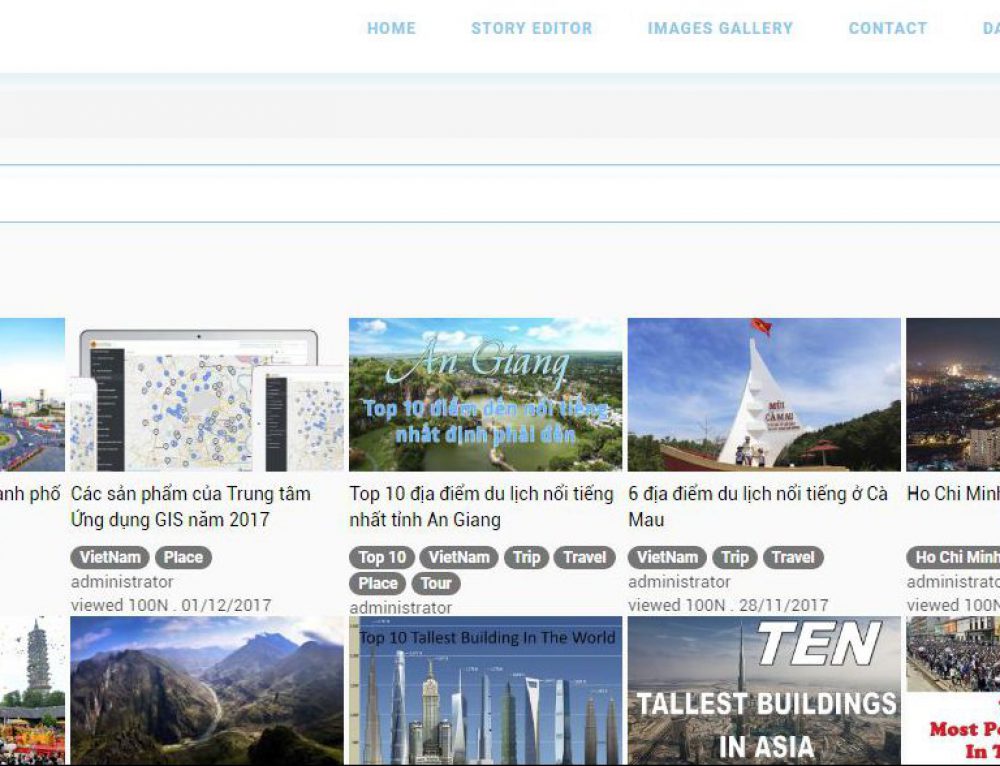 HOME STORY EDITOR IMAGES GALLERY CONTACT DA
An Giang
Top 10 điểm đến nổi tiếng
nhất định phải đến
MŨI
CÀ MAU
anh phố
Các sản phẩm của Trung tâm
Ứng dụng GIS năm 2017
VietNam Place
administrator
viewed 100N . 01/12/2017
Top 10 địa điểm du lịch nổi tiếng
nhất tỉnh An Giang
Top 10 VietNam Trip Travel
Place Tour
administrator
6 địa điểm du lịch nổi tiếng ở Cà
Mau
VietNam Trip Travel
administrator
viewed 100N . 28/11/2017
Ho Chi Minh
Ho Chi Minh
administrato
viewed 100N
Top 10 Tallest Building In The World
TEN
TALLEST BUILDINGS
IN ASIA
Most Po
In T